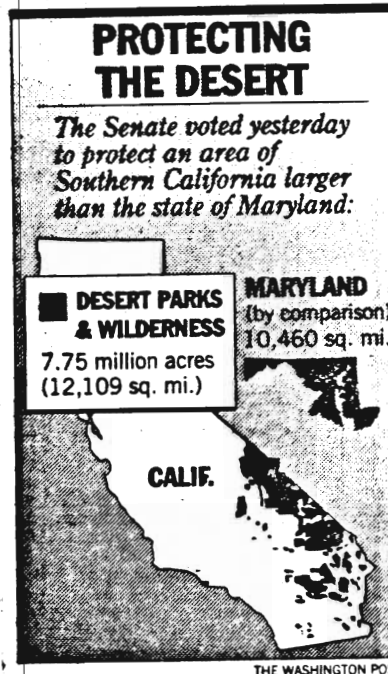 PROTECTING
THE DESERT
The Senate voted yesterday
to protect an area of
Southern California larger
than the state of Maryland:
DESERT PARKS
& WILDERNESS
7.75 million acres
(12,109 sq. mi.)
MARYLAND
(by comparison)
10,460 sq. mi.
CALIF.
THE WASHINGTON PO